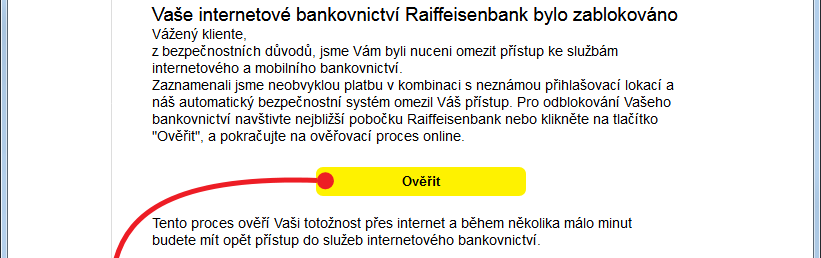 Vaše internetové bankovnictví Raiffeisenbank bylo zablokováno
Vážený kliente,
z bezpečnostních důvodů, jsme Vám byli nuceni omezit přístup ke službám
internetového a mobilního bankovnictví.
Zaznamenali jsme neobvyklou platbu v kombinaci s neznámou přihlašovací lokací a
náš automatický bezpečnostní systém omezil Váš přístup. Pro odblokování Vašeho
bankovnictví navštivte nejbližší pobočku Raiffeisenbank nebo klikněte na tlačítko
"Ověřit", a pokračujte na ověřovací proces online.
Ověřit
Tento proces ověří Vaši totožnost přes internet a během několika málo minut
budete mít opět přístup do služeb internetového bankovnictví.